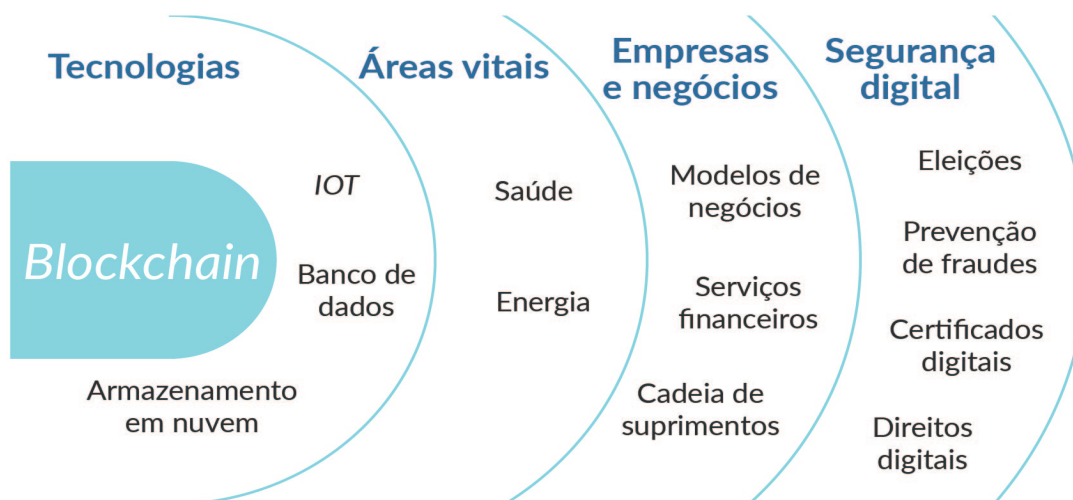 Tecnologias
Blockchain
IOT
Banco de
dados
Armazenamento
em nuvem
Áreas vitais
Saúde
Energia
Empresas
e negócios
Modelos de
negócios
Serviços
financeiros
Cadeia de
suprimentos
Segurança
digital
Eleições
Prevenção
de fraudes
Certificados
digitais
Direitos
digitais